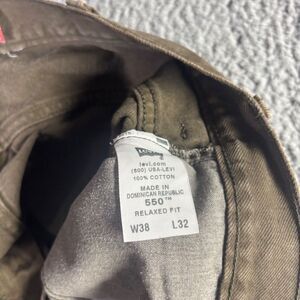 levi.com
(800) USA-LEVI
100% COTTON
MADE IN
DOMINICAN REPUBLIC
550™
RELAXED FIT
W38 L32